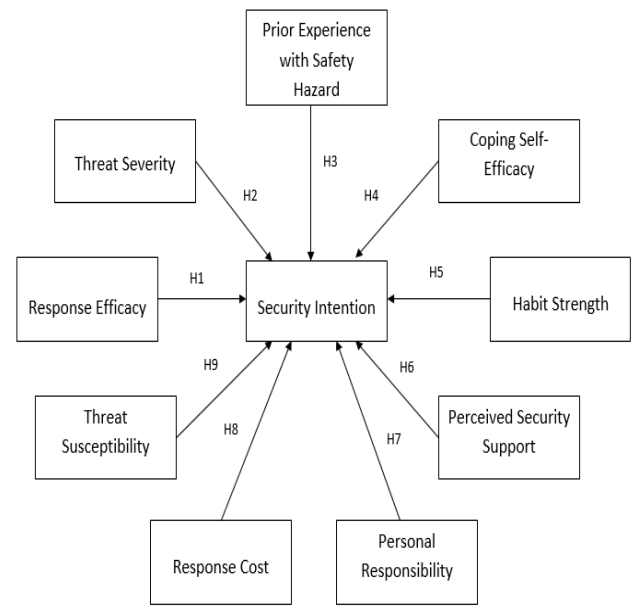 Prior Experience
with Safety
Hazard
Threat Severity
Coping Self-
Efficacy
H3
H2
H4
Response Efficacy
H1
Security Intention
H5
Habit Strength
H9
H6
Threat
Susceptibility
H8
H7
Perceived Security
Support
Response Cost
Personal
Responsibility